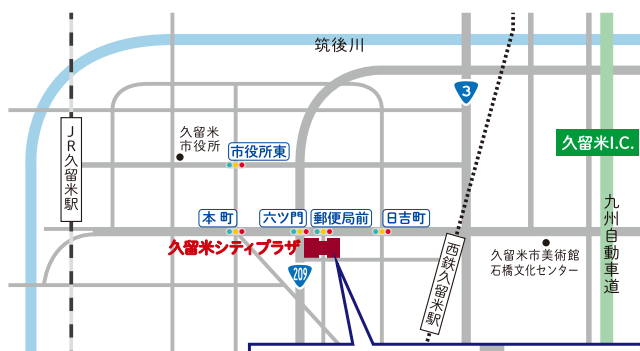 筑後川
3
久留米I.C.
久留米
市役所
市役所東
JR久留米駅
本町
六ツ門
郵便局前
日吉町
九州自動車道
久留米シティプラザ
西鉄久留米駅
久留米市美術館
石橋文化センター
209